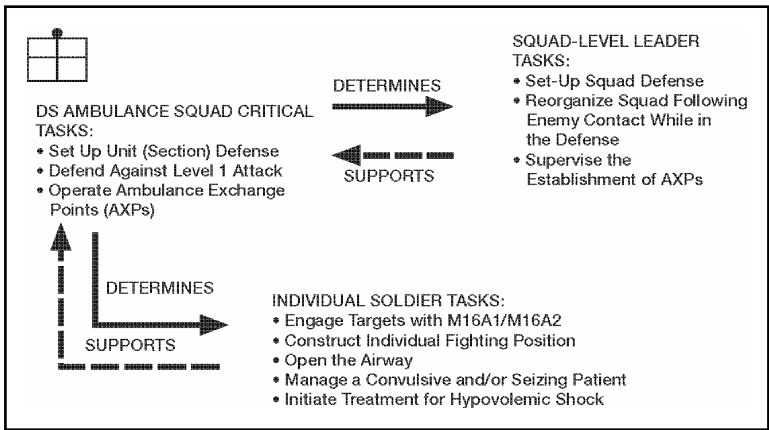 DS AMBULANCE SQUAD CRITICAL
TASKS:
• Set Up Unit (Section) Defense
• Defend Against Level 1 Attack
• Operate Ambulance Exchange
Points (AXPs)
DETERMINES
SUPPORTS
SQUAD-LEVEL LEADER
TASKS:
• Set-Up Squad Defense
• Reorganize Squad Following
Enemy Contact While in
the Defense
• Supervise the
Establishment of AXPs
DETERMINES
SUPPORTS
INDIVIDUAL SOLDIER TASKS:
• Engage Targets with M16A1/M16A2
• Construct Individual Fighting Position
• Open the Airway
• Manage a Convulsive and/or Seizing Patient
• Initiate Treatment for Hypovolemic Shock